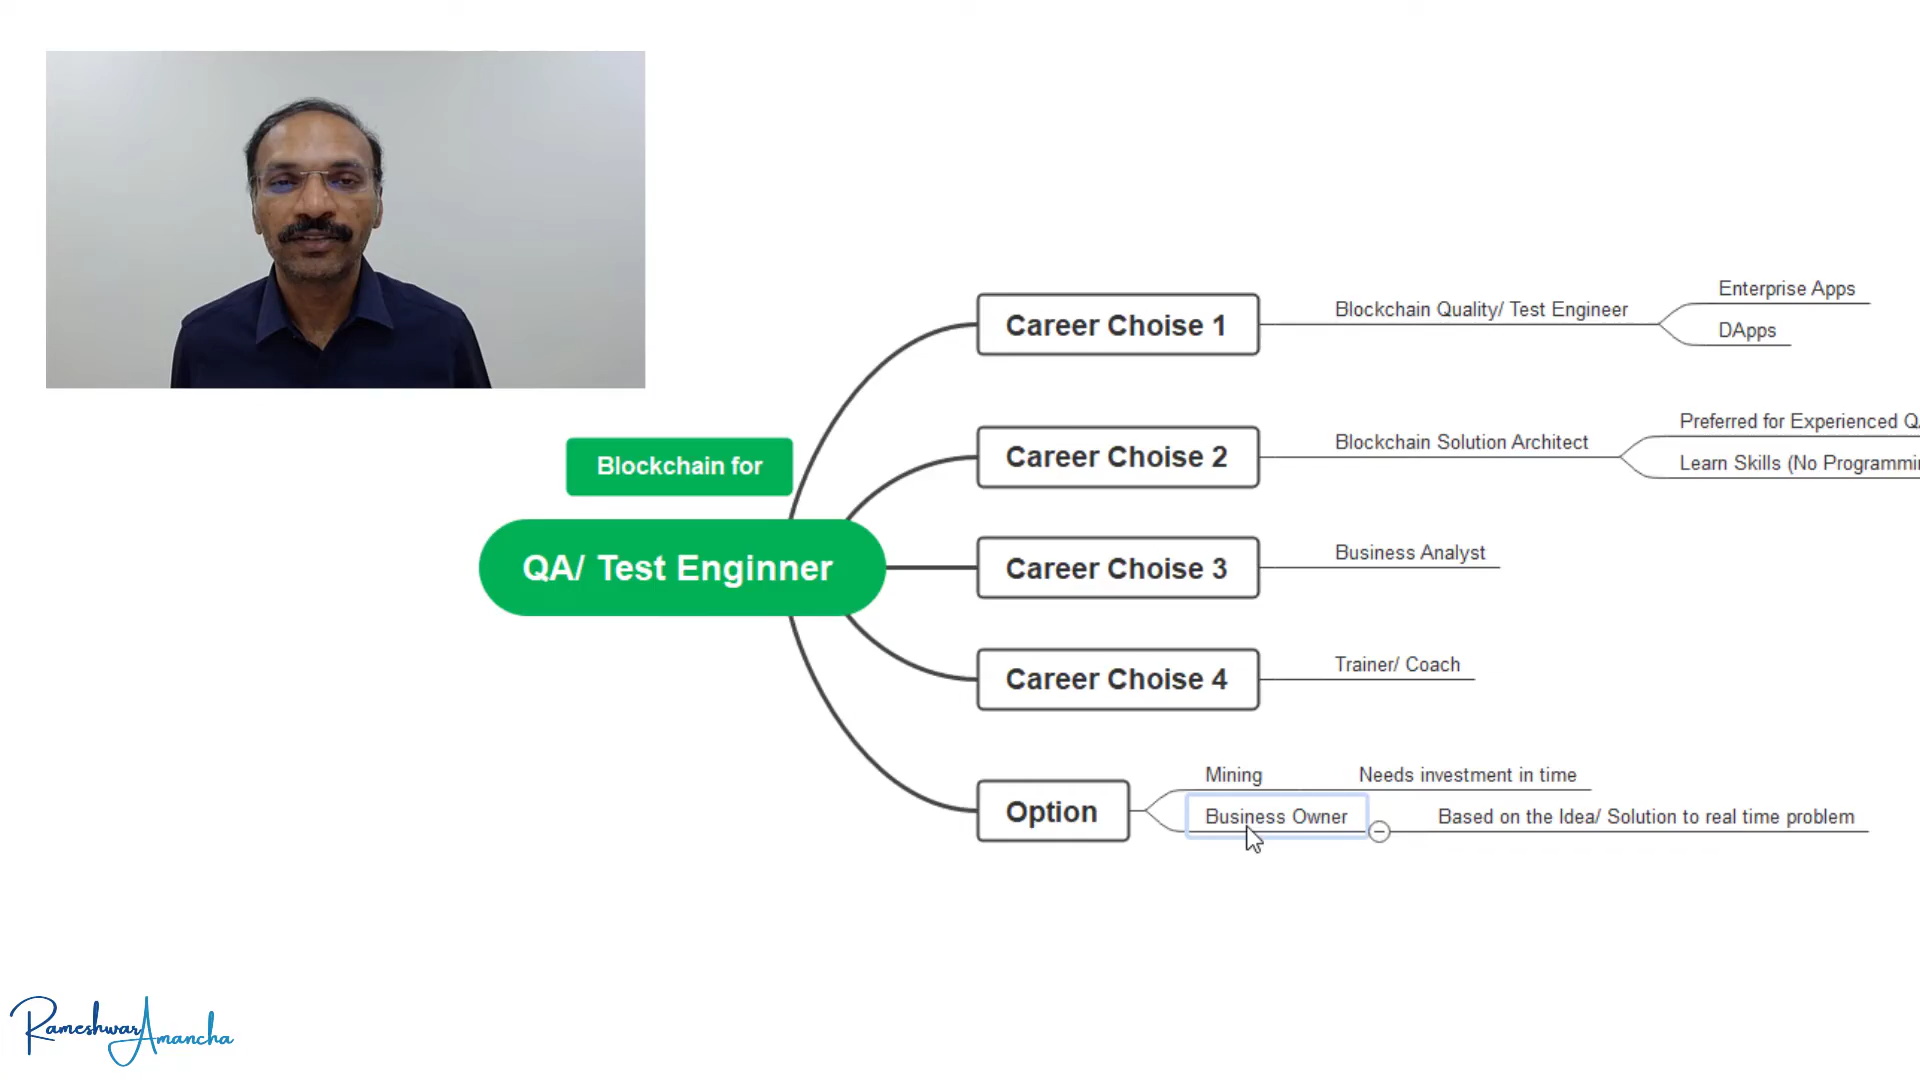 Blockchain for
QA/ Test Enginner
Career Choise 1
Blockchain Quality/ Test Engineer
Enterprise Apps
DApps
Career Choise 2
Blockchain Solution Architect
Preferred for Experienced
Learn Skills (No
Career Choise 3
Business Analyst
Career Choise 4
Trainer/ Coach
Option
Mining
Needs investment in time
Business Owner
Based on the Idea/ Solution to real time problem
Rameshwar Amancha